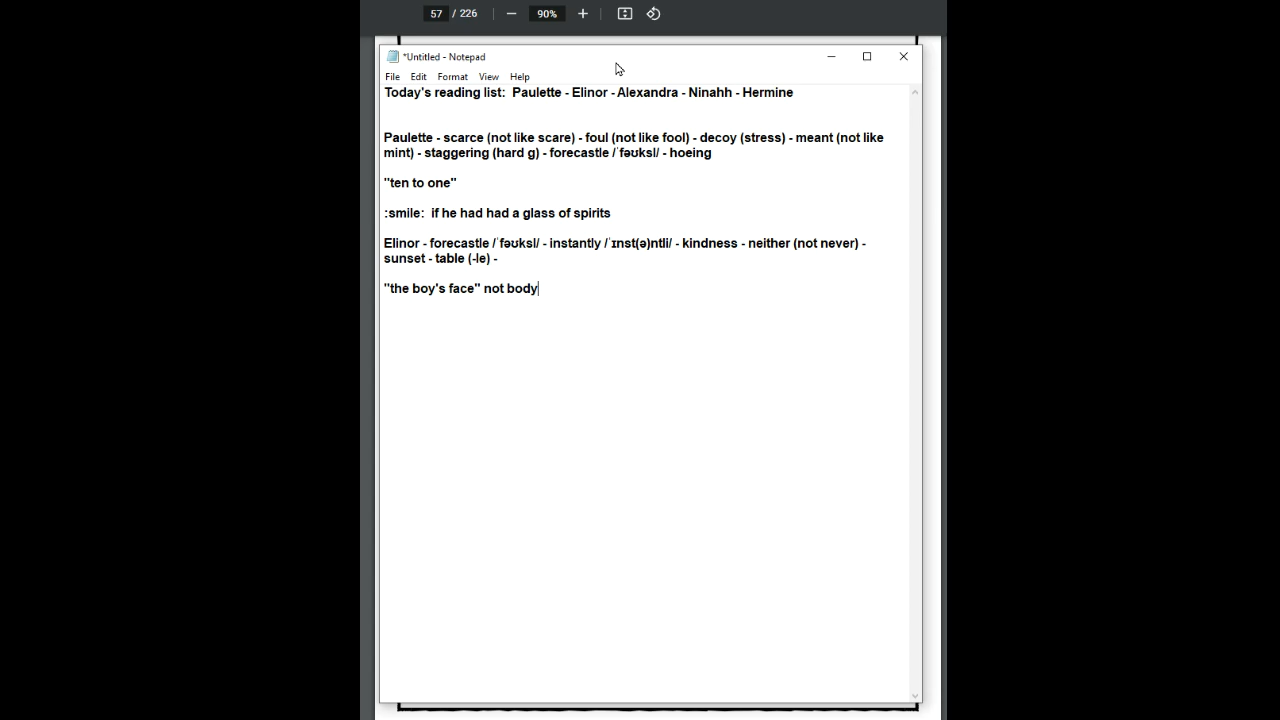 57 / 226 90%
*Untitled - Notepad
File Edit Format View Help
Today's reading list:  Paulette - Elinor - Alexandra - Ninahh - Hermine
Paulette - scarce (not like scare) - foul (not like fool) - decoy (stress) - meant (not like
mint) - staggering (hard g) - forecastle /ˈfəʊksl/ - hoeing
"ten to one"
:smile:  if he had had a glass of spirits
Elinor - forecastle /ˈfəʊksl/ - instantly /ˈɪnst(ə)ntli/ - kindness - neither (not never) -
sunset - table (-le) -
"the boy's face" not body